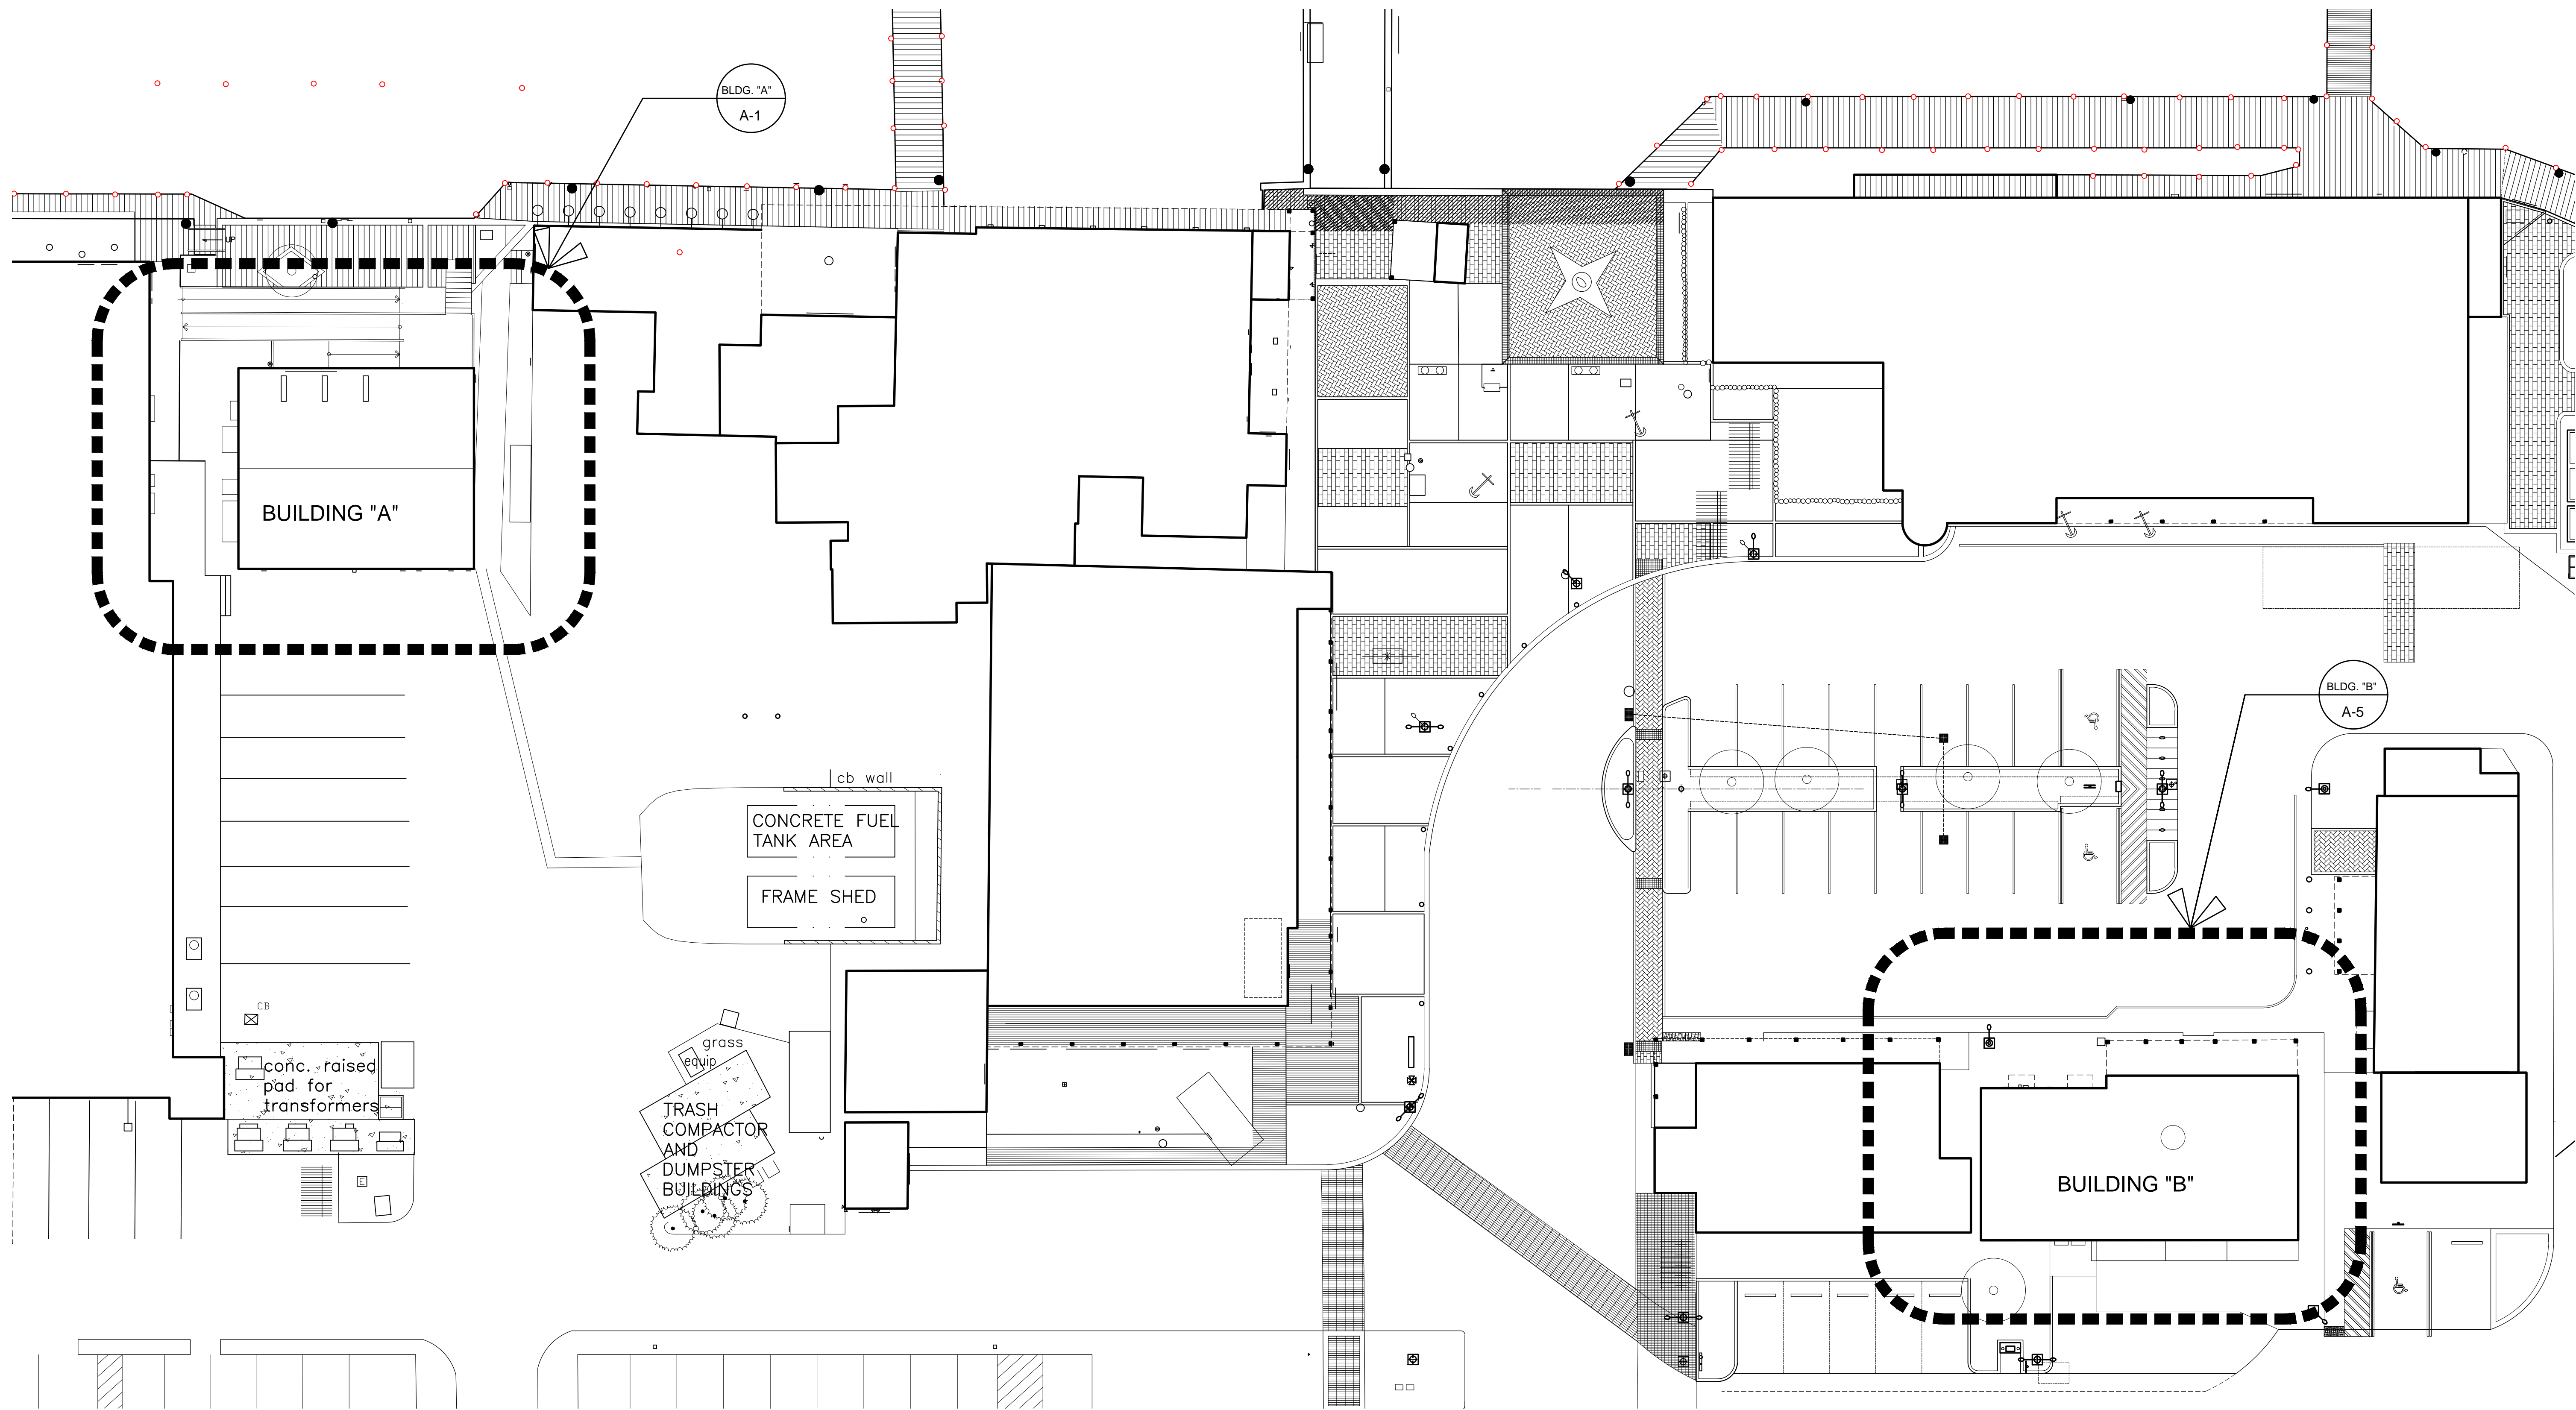 BLDG. "A"
A-1
UP
BUILDING "A"
BLDG. "B"
A-5
cb wall
CONCRETE FUEL
TANK AREA
FRAME SHED
CB
grass
equip
conc. raised
pad for
transformers
TRASH
COMPACTOR
AND
DUMPSTER
BUILDINGS
E
BUILDING "B"